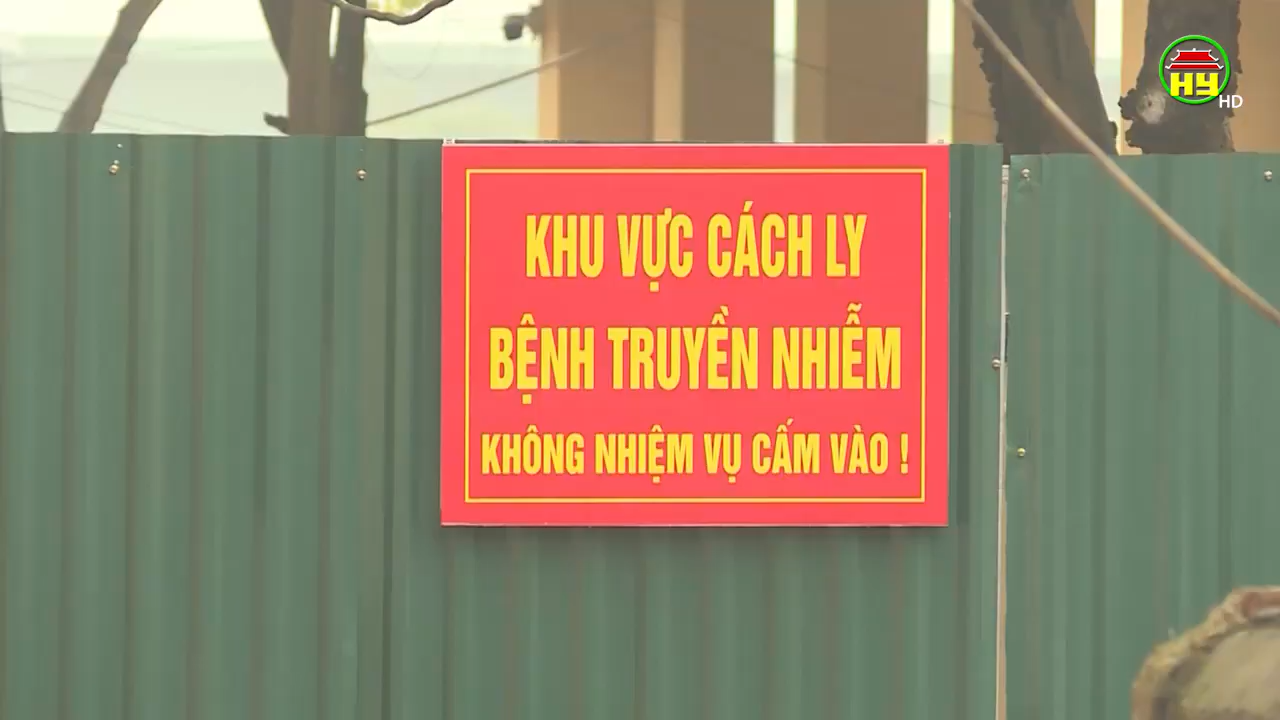 HY
HD
KHU VỰC CÁCH LY
BỆNH TRUYỀN NHIỄM
KHÔNG NHIỆM VỤ CẤM VÀO !